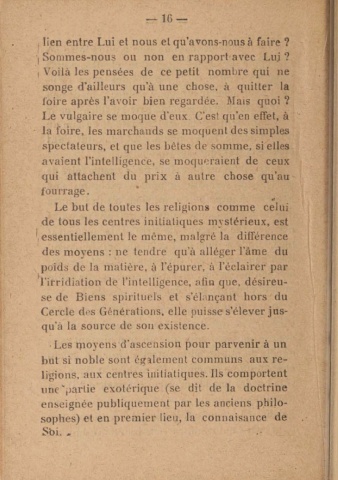 — 16 —
lien entre Lui et nous et qu'avons-nous à faire ?
Sommes-nous ou non en rapport avec Lui ?
Voilà les pensées de ce petit nombre qui ne
songe d'ailleurs qu'à une chose, à quitter la
foire après l'avoir bien regardée. Mais quoi ?
Le vulgaire se moque d'eux. C'est qu'en effet, à
la foire, les marchands se moquent des simples
spectateurs, et que les bêtes de somme, si elles
avaient l'intelligence, se moqueraient de ceux
qui attachent du prix à autre chose qu'au
fourrage.
Le but de toutes les religions comme celui
de tous les centres initiatiques mystérieux, est
essentiellement le même, malgré la différence
des moyens : ne tendre qu'à alléger l'âme du
poids de la matière, à l'épurer, à l'éclairer par
l'irridiation de l'intelligence, afin que, désireu-
se de Biens spirituels et s'élançant hors du
Cercle des Générations, elle puisse s'élever jus-
qu'à la source de son existence.
Les moyens d'ascension pour parvenir à un
but si noble sont également communs aux re-
ligions, aux centres initiatiques. Ils comportent
une partie exotérique (se dit de la doctrine
enseignée publiquement par les anciens philo-
sophes) et en premier lieu, la connaisance de
Soi.